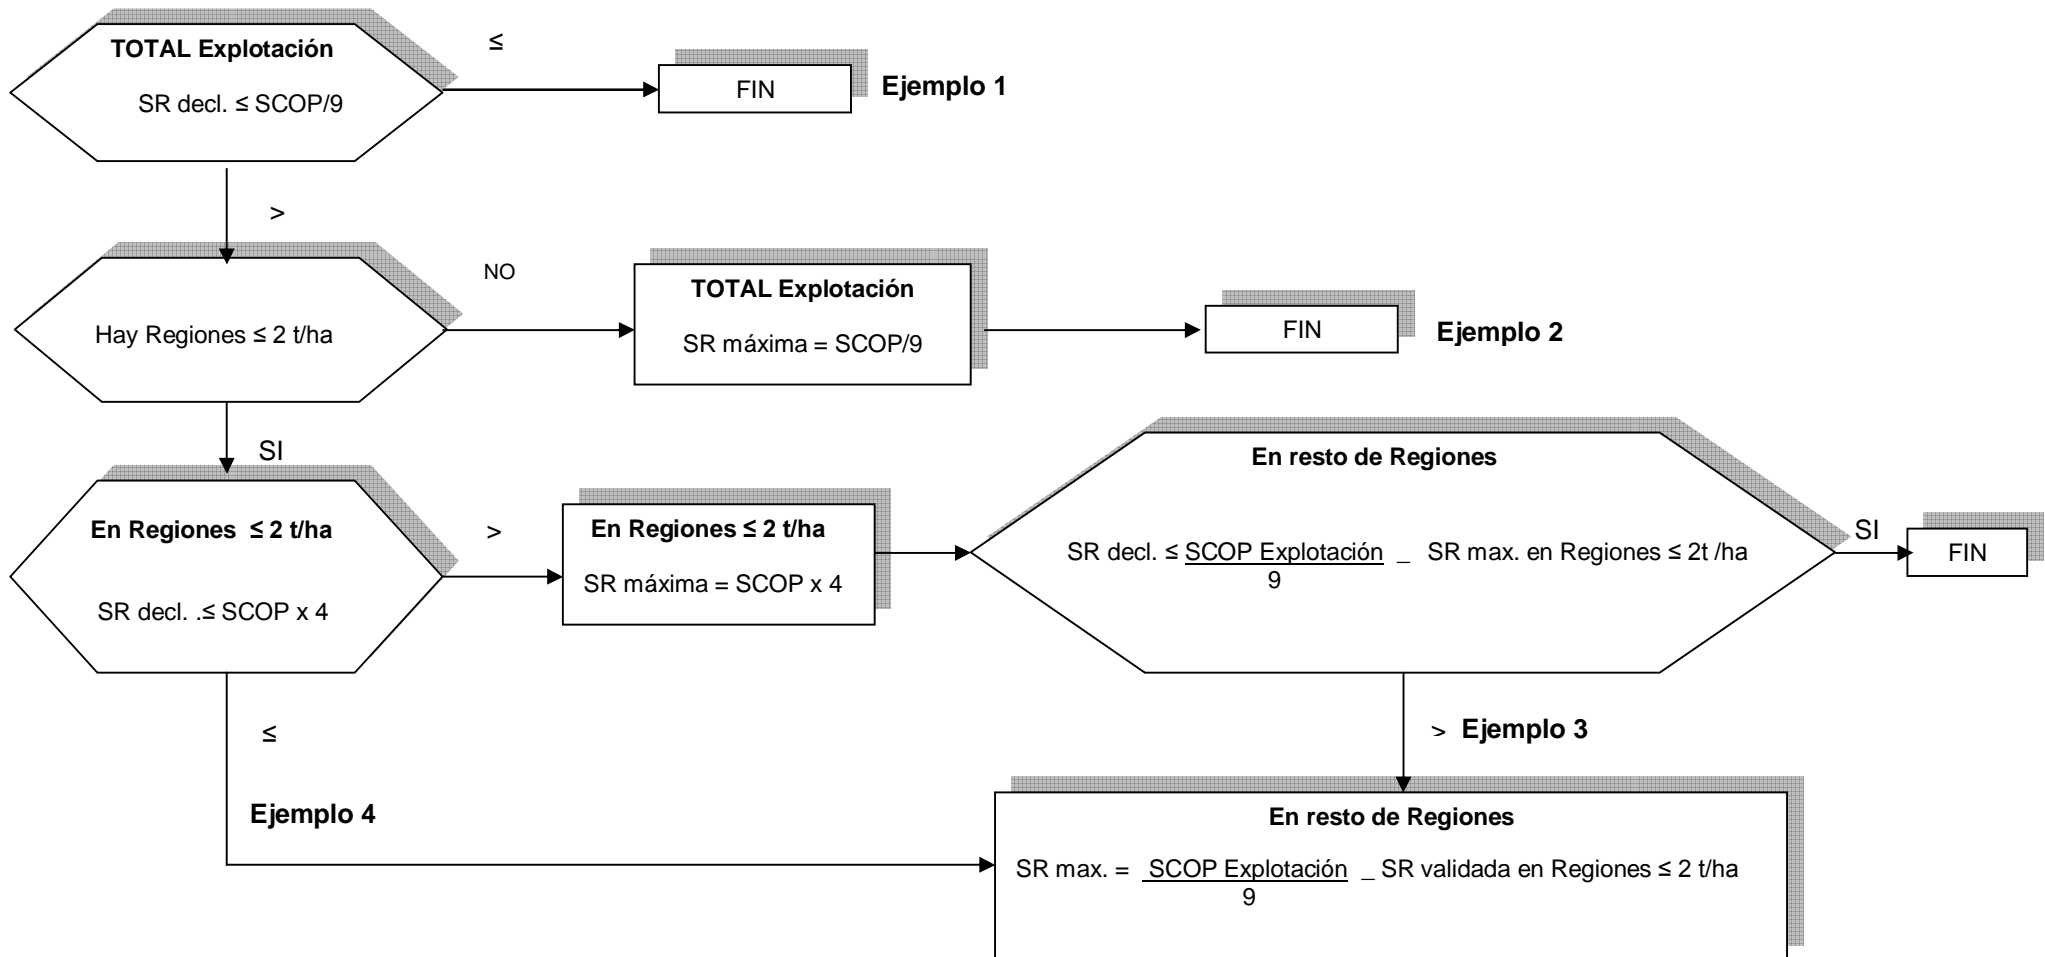 TOTAL Explotación
SR decl. ≤ SCOP/9
≤
FIN
Ejemplo 1
>
Hay Regiones ≤ 2 t/ha
NO
TOTAL Explotación
SR máxima = SCOP/9
FIN
Ejemplo 2
SI
En Regiones ≤ 2 t/ha
SR decl. .≤ SCOP x 4
>
En Regiones ≤ 2 t/ha
SR máxima = SCOP x 4
En resto de Regiones
SR decl. ≤ SCOP Explotación _ SR max. en Regiones ≤ 2t /ha
9
SI
FIN
≤
Ejemplo 4
> Ejemplo 3
En resto de Regiones
SR max. = SCOP Explotación _ SR validada en Regiones ≤ 2 t/ha
9